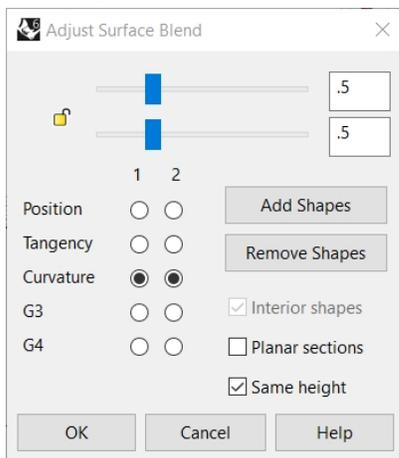 6
Adjust Surface Blend
.5
.5
1 2
Position
Add Shapes
Tangency
Remove Shapes
Curvature
G3
Interior shapes
G4
Planar sections
Same height
OK Cancel Help